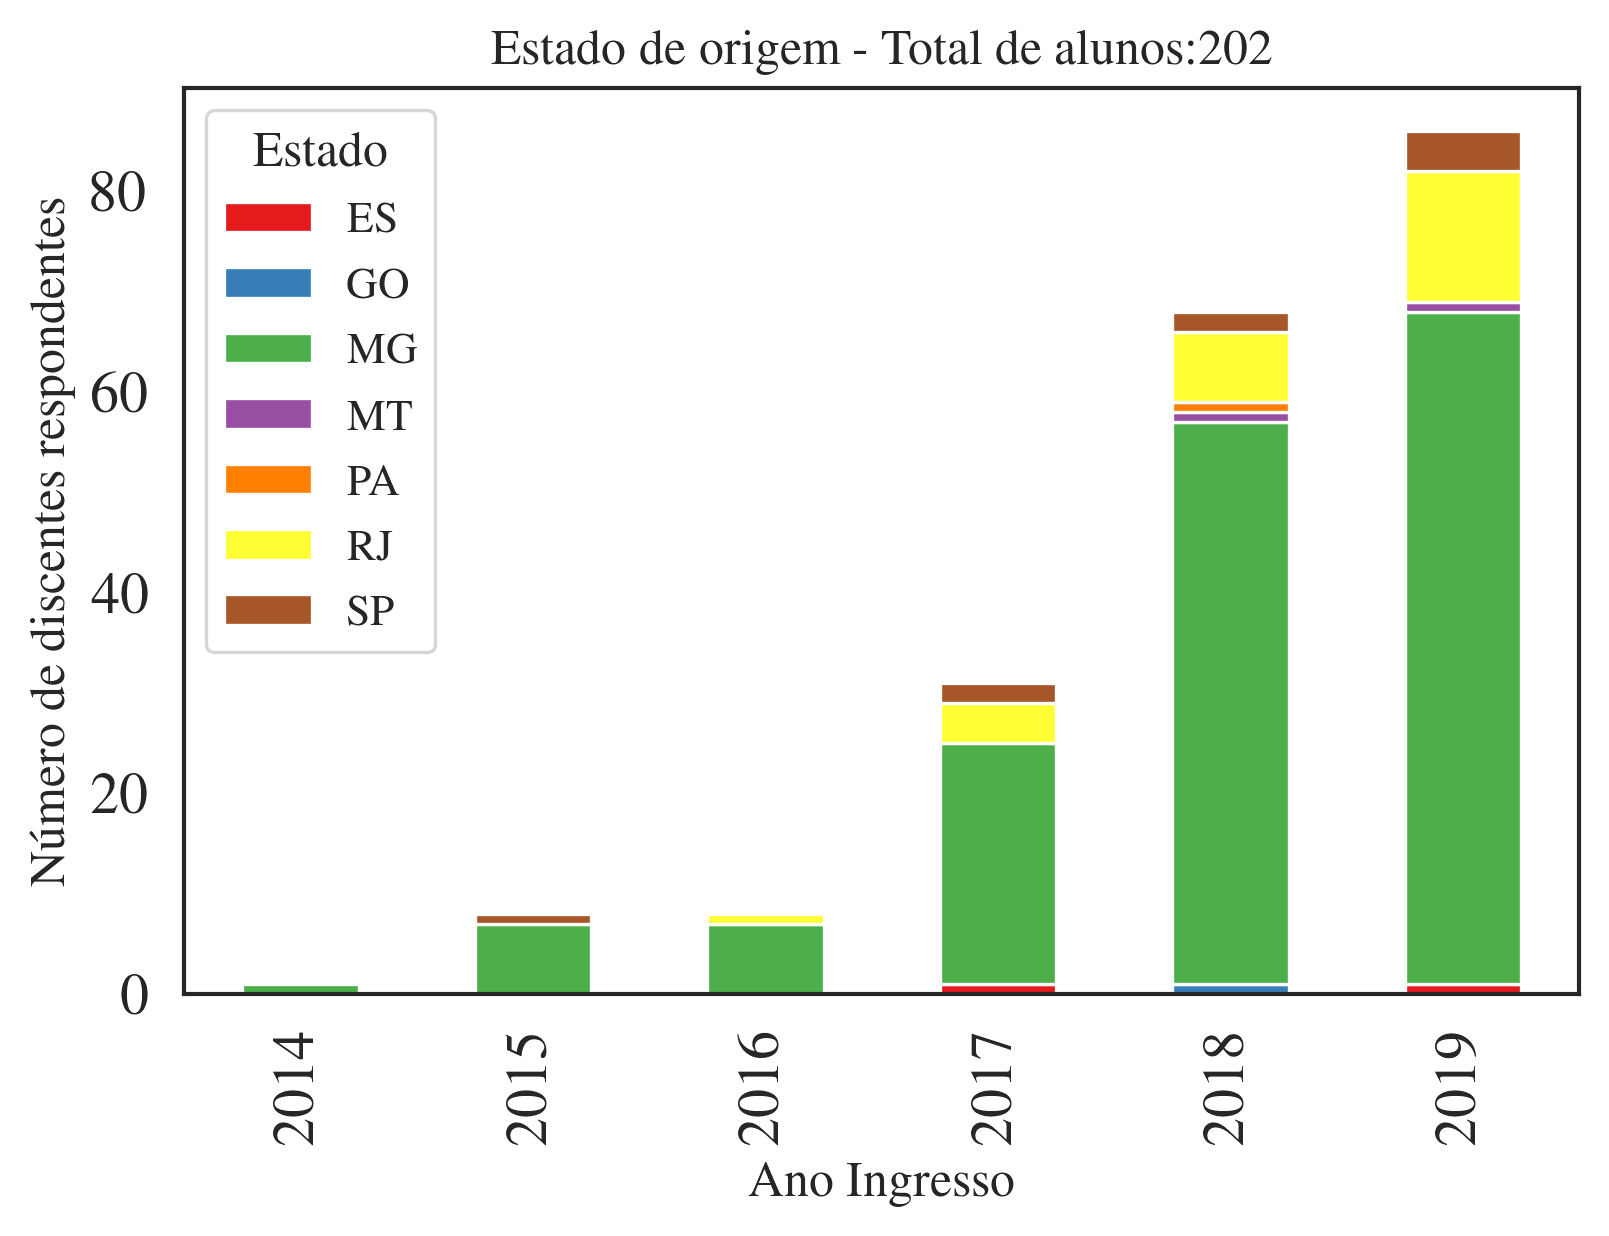 Estado de origem - Total de alunos:202
Estado
ES
GO
MG
MT
PA
RJ
SP
Número de discentes respondentes
80
60
40
20
0
2014
2015
2016
2017
2018
2019
Ano Ingresso